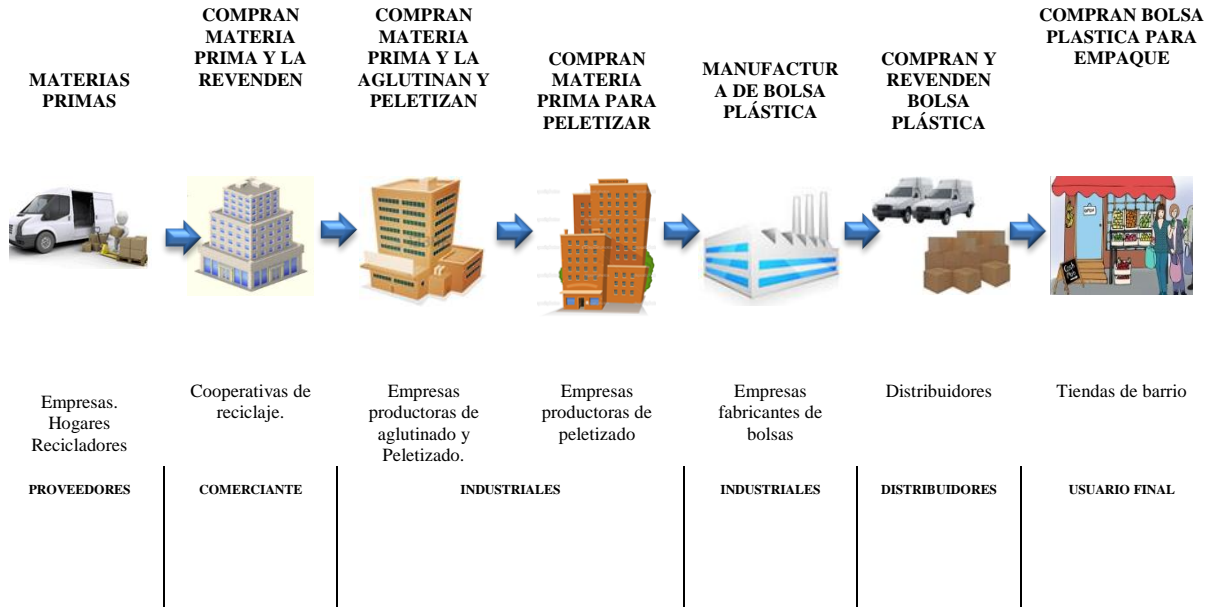 MATERIAS
PRIMAS
COMPRAN
MATERIA
PRIMA Y LA
REVENDEN
COMPRAN
MATERIA
PRIMA Y LA
AGLUTINAN Y
PELETIZAN
COMPRAN
MATERIA
PRIMA PARA
PELETIZAR
MANUFACTUR
A DE BOLSA
PLÁSTICA
COMPRAN Y
REVENDEN
BOLSA
PLÁSTICA
COMPRAN BOLSA
PLASTICA PARA
EMPAQUE
Empresas.
Hogares
Recicladores
Cooperativas de
reciclaje.
Empresas
productoras de
aglutinado y
Peletizado.
Empresas
productoras de
peletizado
Empresas
fabricantes de
bolsas
Distribuidores
Tiendas de barrio
PROVEEDORES
COMERCIANTE
INDUSTRIALES
INDUSTRIALES
DISTRIBUIDORES
USUARIO FINAL